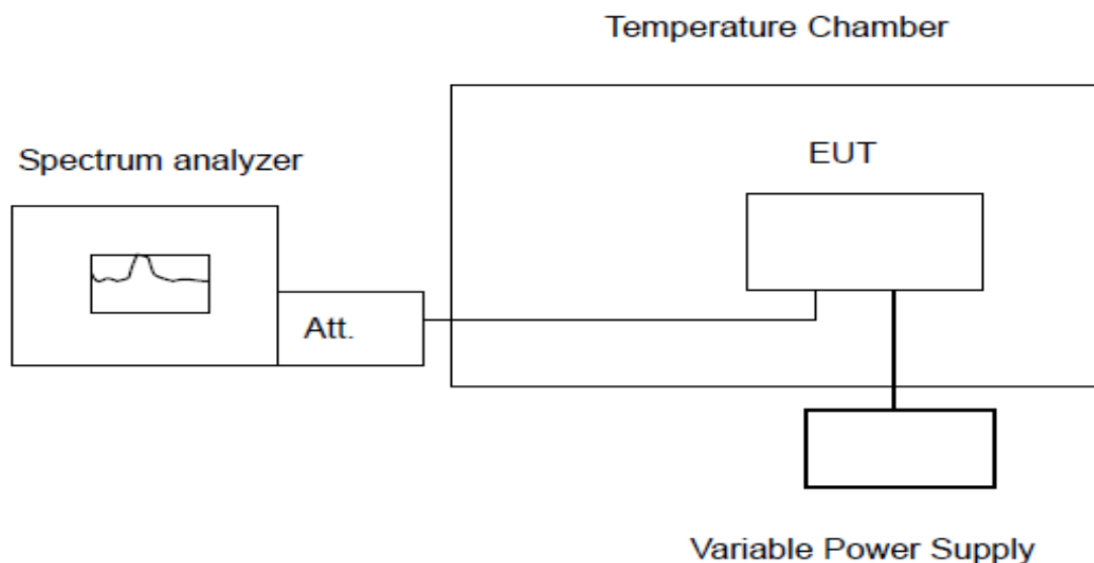 Temperature Chamber
Spectrum analyzer
EUT
Att.
Variable Power Supply